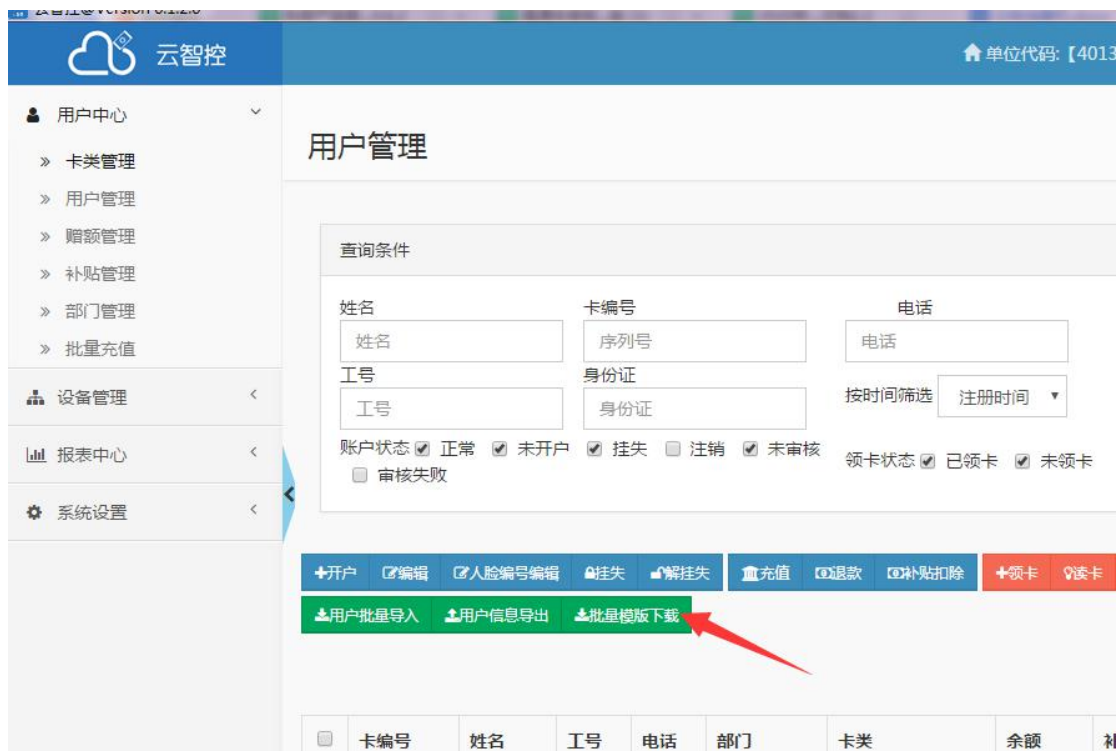 云智控
单位代码:【4013
用户中心
卡类管理
用户管理
赠额管理
补贴管理
部门管理
批量充值
设备管理
报表中心
系统设置
用户管理
查询条件
姓名 卡编号 电话
姓名 序列号 电话
工号 身份证
工号 身份证 按时间筛选 注册时间
账户状态 正常 未开户 挂失 注销 未审核
审核失败
领卡状态 已领卡 未领卡
开户 编辑 人脸编号编辑 挂失 解挂失 充值 退款 补贴扣除 领卡 读卡
用户批量导入 用户信息导出 批量模版下载
卡编号 姓名 工号 电话 部门 卡类 余额